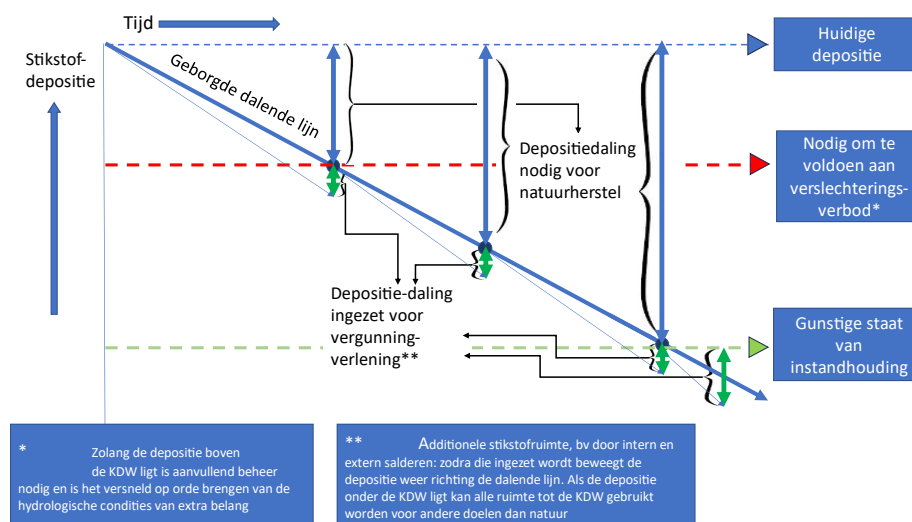 Tijd
Stikstof-
depositie
Geborgde dalende lijn
Huidige
depositie
Depositiedaling
nodig voor
natuurherstel
Nodig om te
voldoen aan
verslechterings-
verbod*
Depositie-daling
ingezet voor
vergunning-
verlening**
Gunstige staat
van
instandhouding
* Zolang de depositie boven
de KDW ligt is aanvullend beheer
nodig en is het versneld op orde brengen van de
hydrologische condities van extra belang
** Additionele stikstofruimte, bv door intern en
extern salderen: zodra die ingezet wordt beweegt de
depositie weer richting de dalende lijn. Als de depositie
onder de KDW ligt kan alle ruimte tot de KDW gebruikt
worden voor andere doelen dan natuur